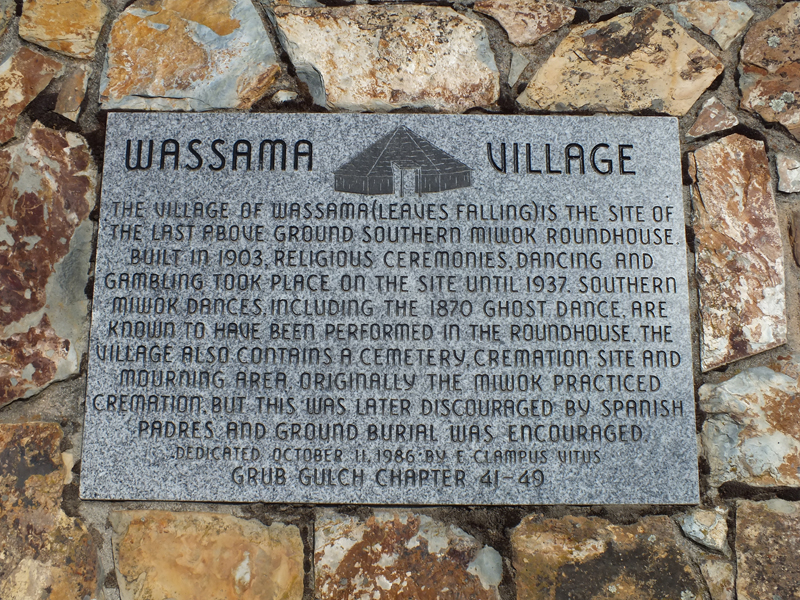 WASSAMA VILLAGE
THE VILLAGE OF WASSAMA(LEAVES FALLING)IS THE SITE OF
THE LAST ABOVE GROUND SOUTHERN MIWOK ROUNDHOUSE.
BUILT IN 1903, RELIGIOUS CEREMONIES, DANCING AND
GAMBLING TOOK PLACE ON THE SITE UNTIL 1937. SOUTHERN
MIWOK DANCES, INCLUDING THE 1870 GHOST DANCE, ARE
KNOWN TO HAVE BEEN PERFORMED IN THE ROUNDHOUSE. THE
VILLAGE ALSO CONTAINS A CEMETERY, CREMATION SITE AND
MOURNING AREA. ORIGINALLY THE MIWOK PRACTICED
CREMATION, BUT THIS WAS LATER DISCOURAGED BY SPANISH
PADRES AND GROUND BURIAL WAS ENCOURAGED.
DEDICATED OCTOBER 11, 1986 BY E. CLAMPUS VITUS
GRUB GULCH CHAPTER 41-49